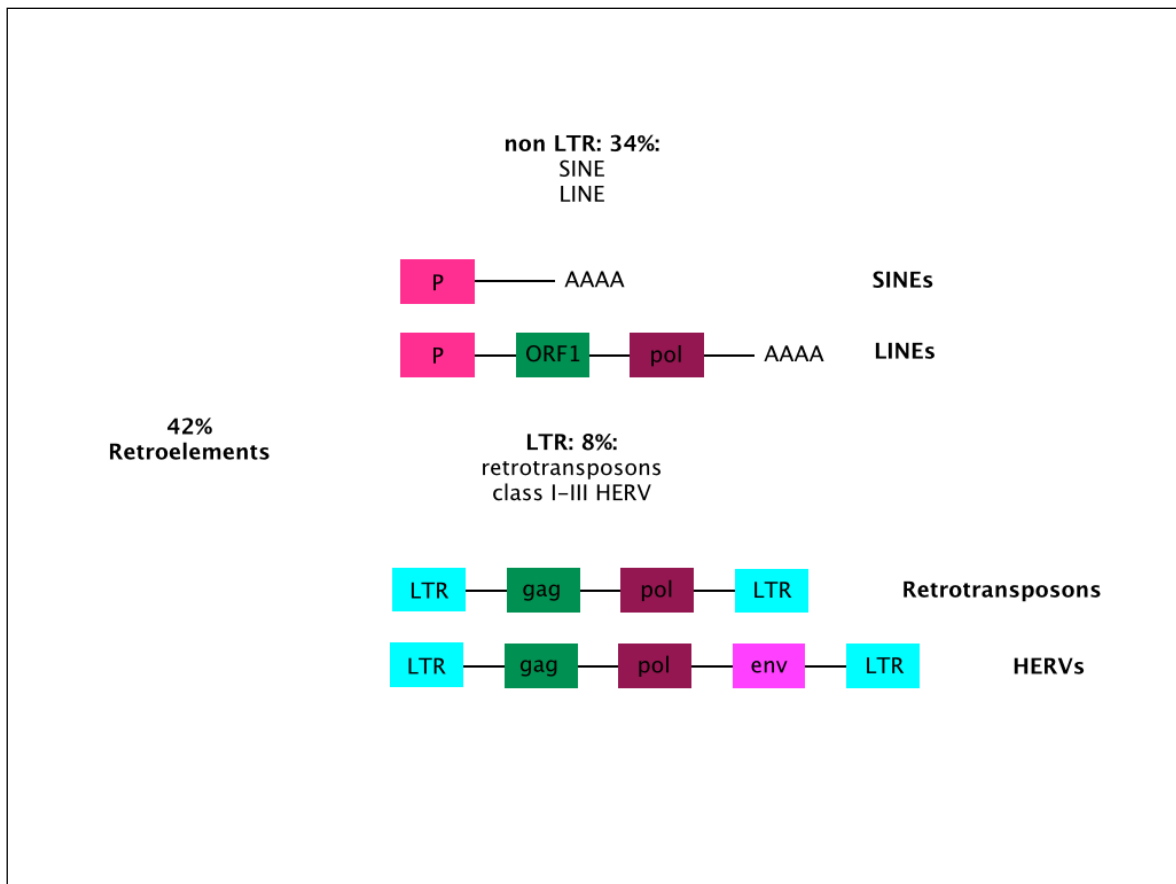 non LTR: 34%:
SINE
LINE
P AAAA SINEs
P ORF1 pol AAAA LINEs
42%
Retroelements
LTR: 8%:
retrotransposons
class I-III HERV
LTR gag pol LTR Retrotransposons
LTR gag pol env LTR HERVs